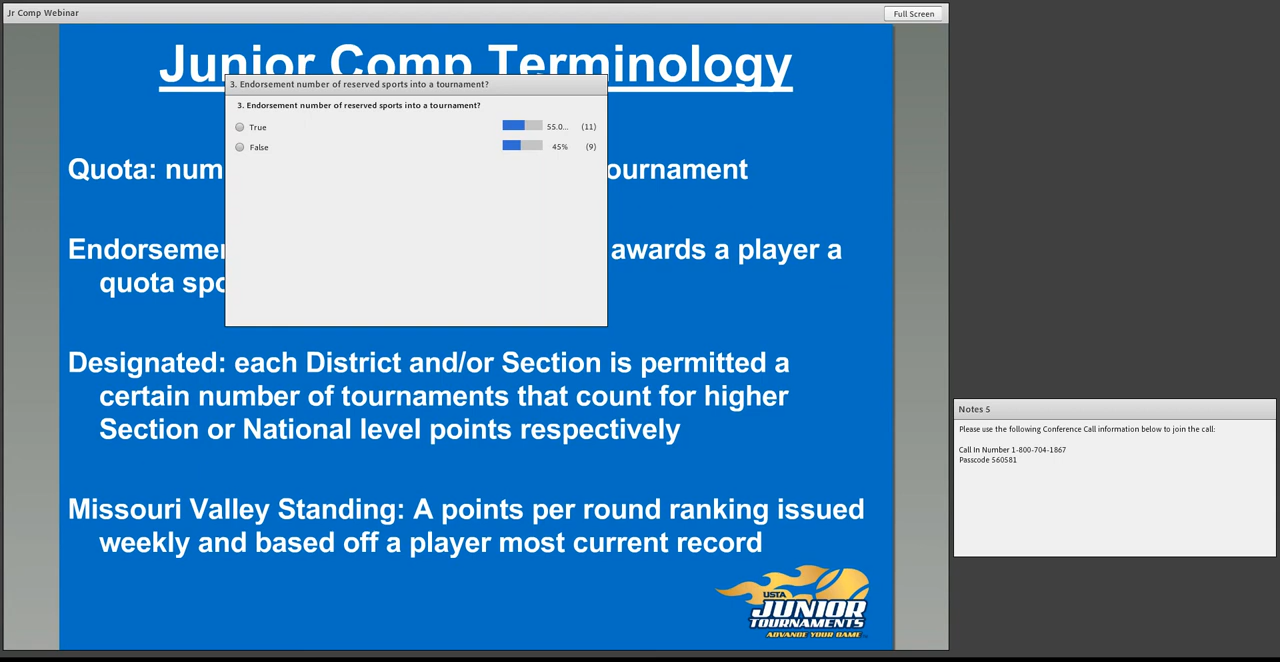 Jr Comp Webinar
Full Screen
Junior Comp Terminology
3. Endorsement number of reserved sports into a tournament?
3. Endorsement number of reserved sports into a tournament?
True 55.0... (11)
False 45% (9)
Quota: num
ournament
awards a player a
quota spo
Designated: each District and/or Section is permitted a
certain number of tournaments that count for higher
Section or National level points respectively
Missouri Valley Standing: A points per round ranking issued
weekly and based off a player most current record
USTA
JUNIOR
TOURNAMENTS
ADVANCE YOUR GAME
Notes 5
Please use the following Conference Call information below to join the call:
Call In Number 1-800-704-1867
Passcode 560581